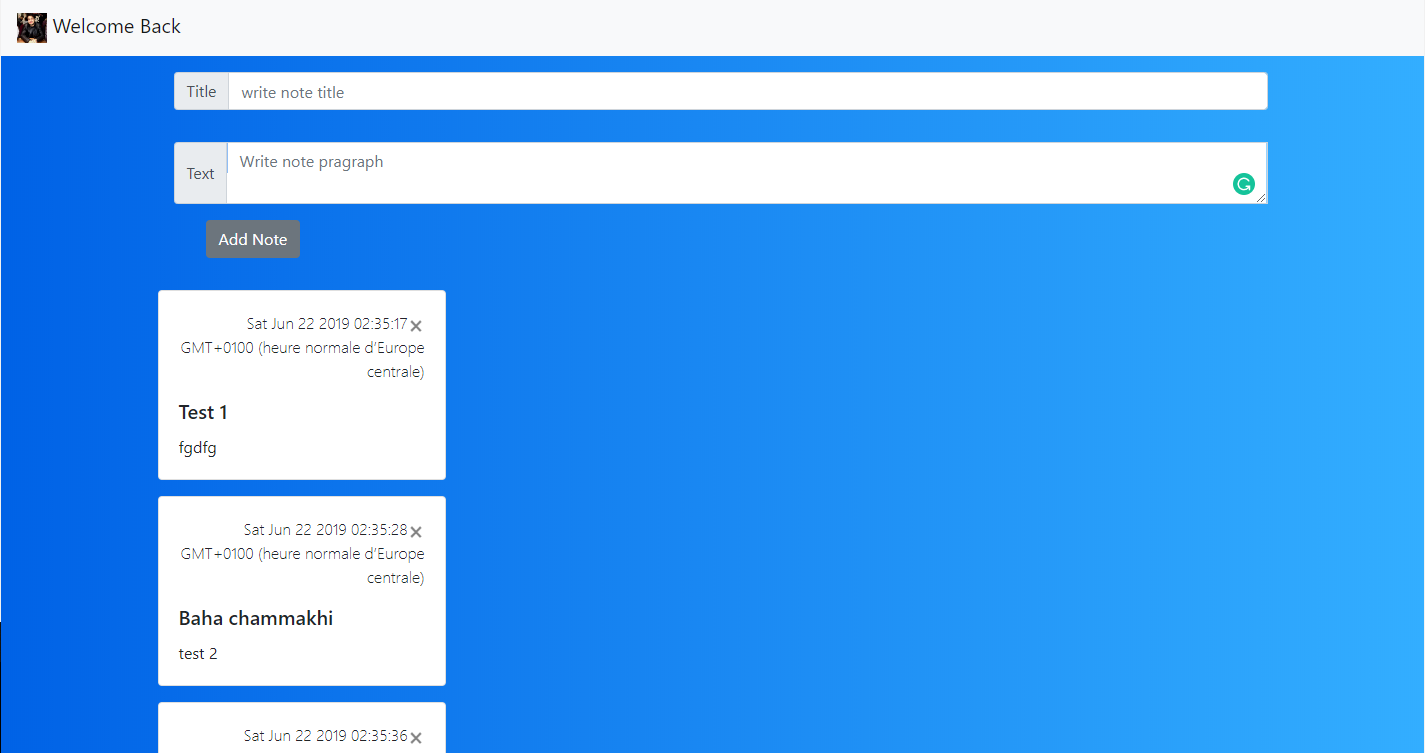 Welcome Back
Title
write note title
Text
Write note pragraph
Add Note
Sat Jun 22 2019 02:35:17
GMT+0100 (heure normale d’Europe
centrale)
Test 1
fgdfg
Sat Jun 22 2019 02:35:28
GMT+0100 (heure normale d’Europe
centrale)
Baha chammakhi
test 2
Sat Jun 22 2019 02:35:36